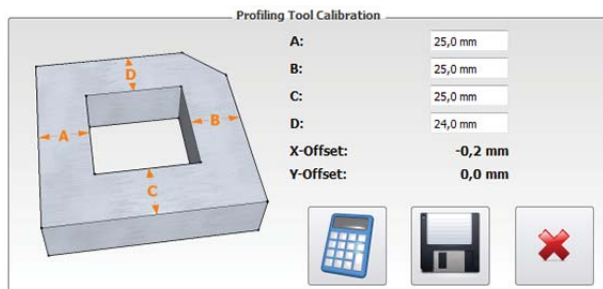 Profiling Tool Calibration
A: 25,0 mm
B: 25,0 mm
C: 25,0 mm
D: 24,0 mm
X-Offset: -0,2 mm
Y-Offset: 0,0 mm
D
A
B
C